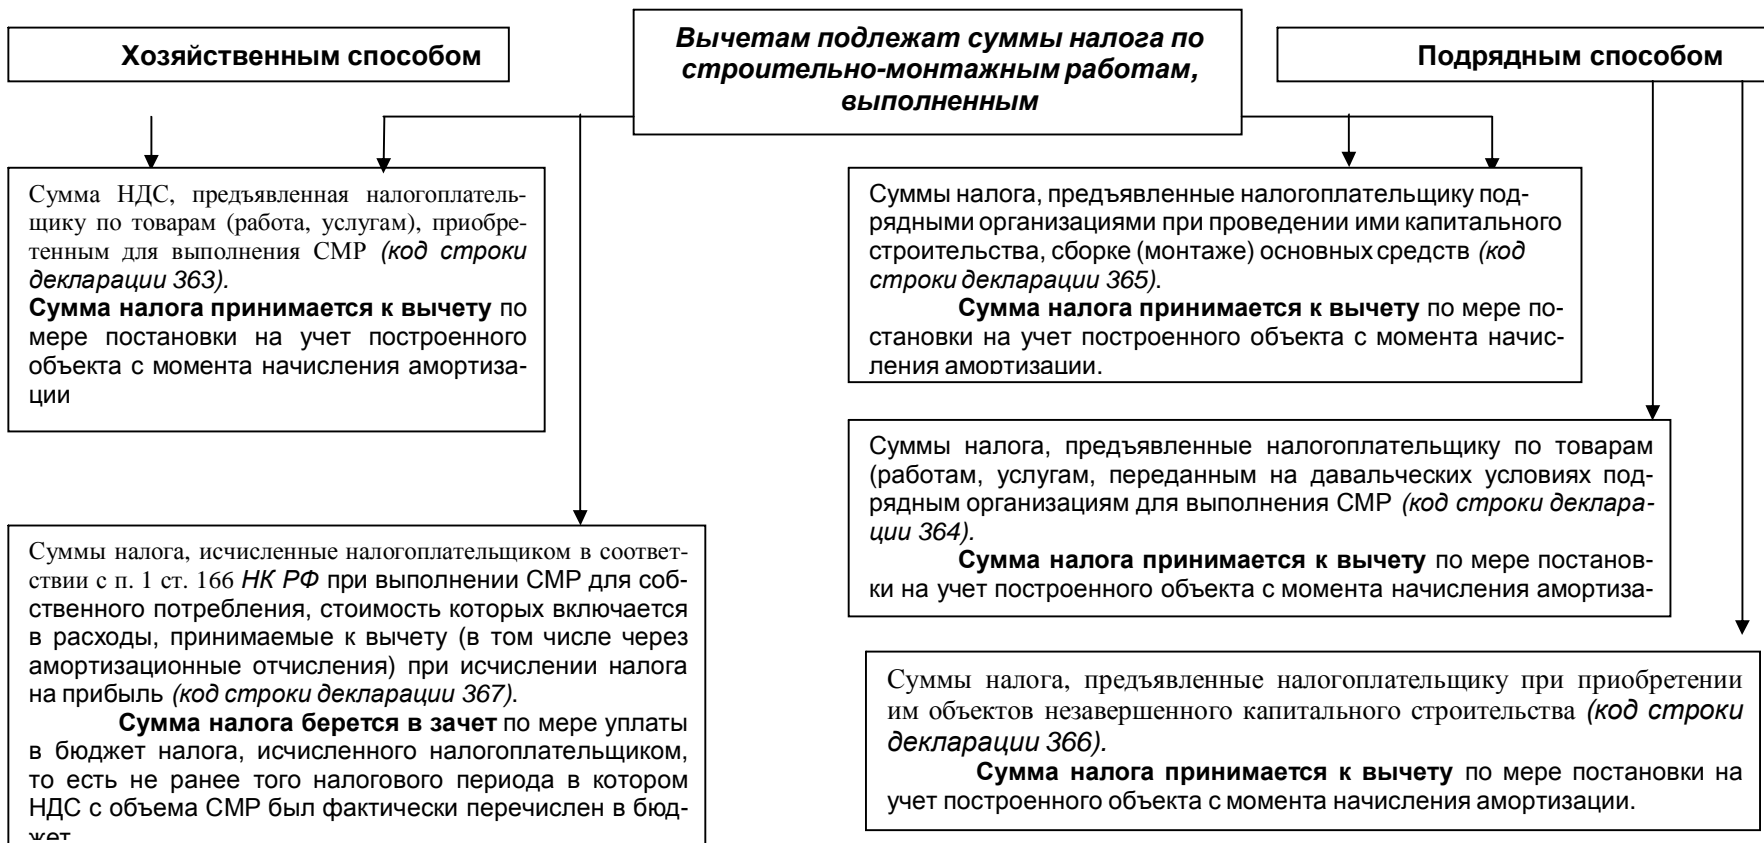 Хозяйственным способом
Вычетам подлежат суммы налога по
строительно-монтажным работам,
выполненным
Подрядным способом
Сумма НДС, предъявленная налогоплатель-
щику по товарам (работа, услугам), приобре-
тенным для выполнения СМР (код строки
декларации 363).
Сумма налога принимается к вычету по
мере постановки на учет построенного
объекта с момента начисления амортиза-
ции
Суммы налога, исчисленные налогоплательщиком в соответ-
ствии с п. 1 ст. 166 НК РФ при выполнении СМР для соб-
ственного потребления, стоимость которых включается
в расходы, принимаемые к вычету (в том числе через
амортизационные отчисления) при исчислении налога
на прибыль (код строки декларации 367).
Сумма налога берется в зачет по мере уплаты
в бюджет налога, исчисленного налогоплательщиком,
то есть не ранее того налогового периода в котором
НДС с объема СМР был фактически перечислен в бюд-
жет
Суммы налога, предъявленные налогоплательщику под-
рядными организациями при проведении ими капитального
строительства, сборке (монтаже) основных средств (код
строки декларации 365).
Сумма налога принимается к вычету по мере по-
становки на учет построенного объекта с момента начис-
ления амортизации.
Суммы налога, предъявленные налогоплательщику по товарам
(работам, услугам, переданным на давальческих условиях под-
рядным организациям для выполнения СМР (код строки деклара-
ции 364).
Сумма налога принимается к вычету по мере постанов-
ки на учет построенного объекта с момента начисления амортиза-
Суммы налога, предъявленные налогоплательщику при приобретении
им объектов незавершенного капитального строительства (код строки
декларации 366).
Сумма налога принимается к вычету по мере постановки на
учет построенного объекта с момента начисления амортизации.